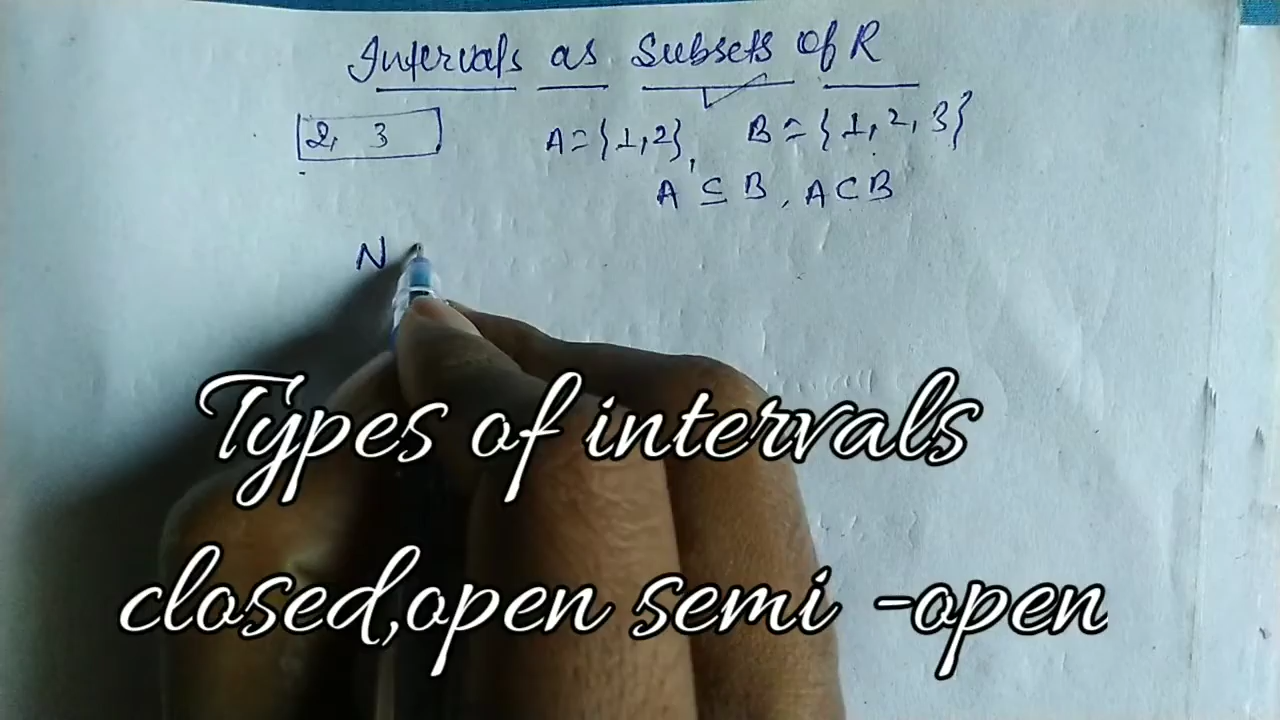 Intervals as Subsets of R
2, 3 A={1,2}, B={1,2,3}
A ⊆ B, A⊂B
N
Types of intervals
closed,open semi -open